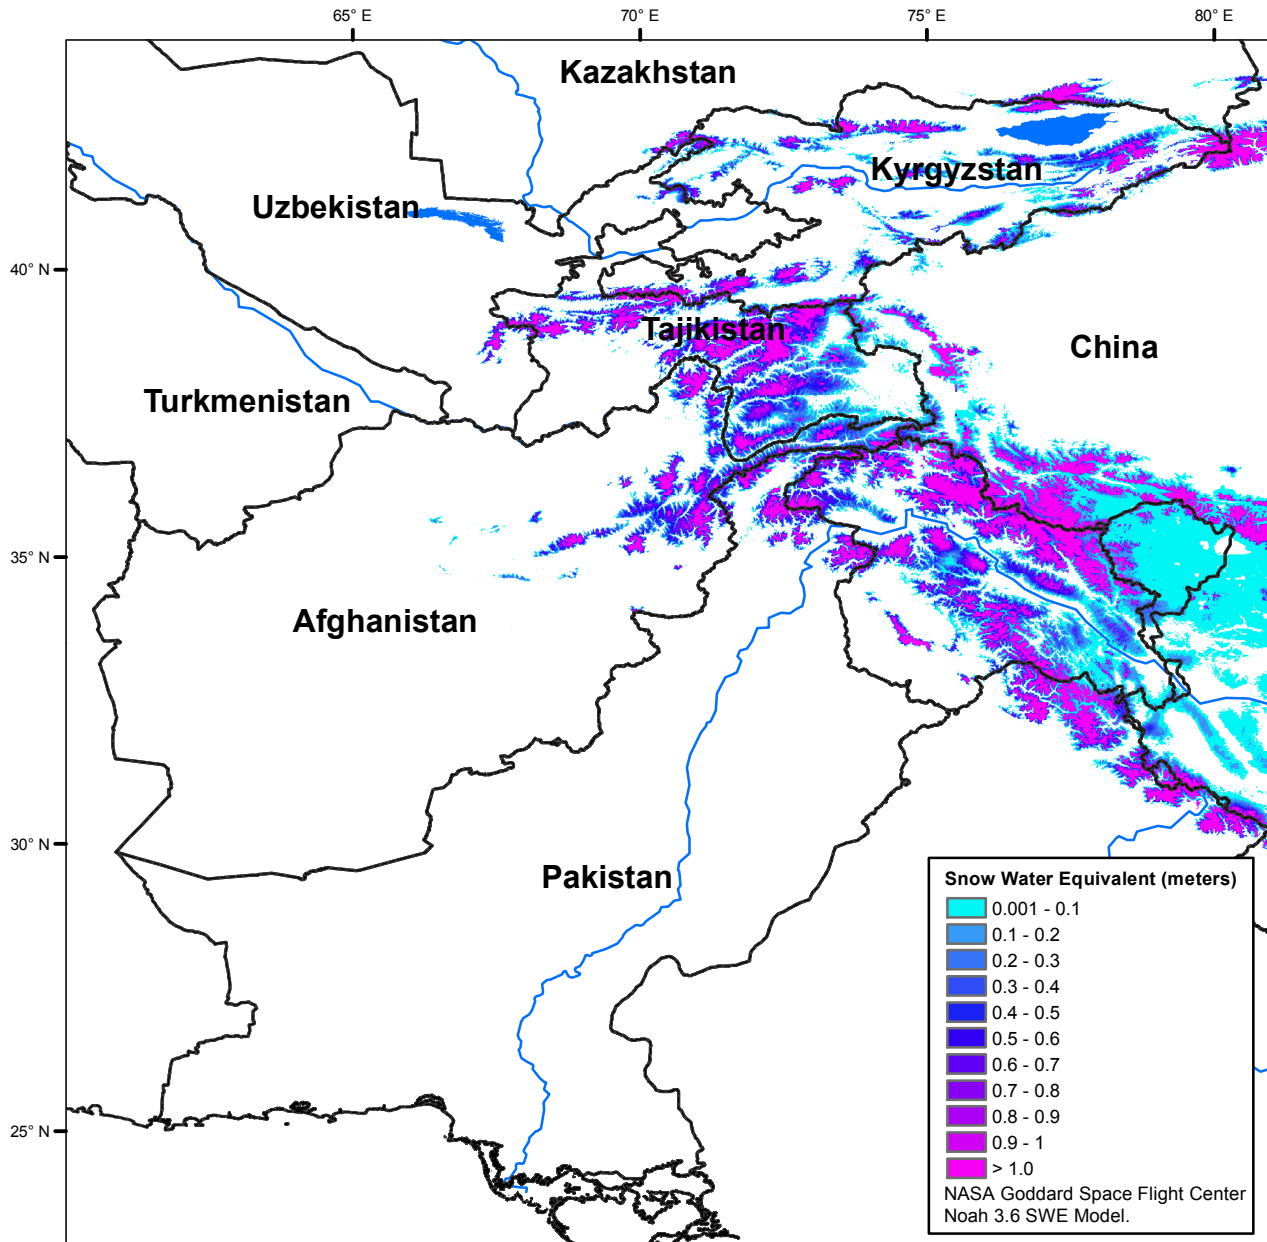 65° E
70° E
75° E
80° E
Kazakhstan
Kyrgyzstan
Uzbekistan
40° N
Tajikistan
China
Turkmenistan
35° N
Afghanistan
30° N
Pakistan
25° N
Snow Water Equivalent (meters)
0.001 - 0.1
0.1 - 0.2
0.2 - 0.3
0.3 - 0.4
0.4 - 0.5
0.5 - 0.6
0.6 - 0.7
0.7 - 0.8
0.8 - 0.9
0.9 - 1
> 1.0
NASA Goddard Space Flight Center
Noah 3.6 SWE Model.